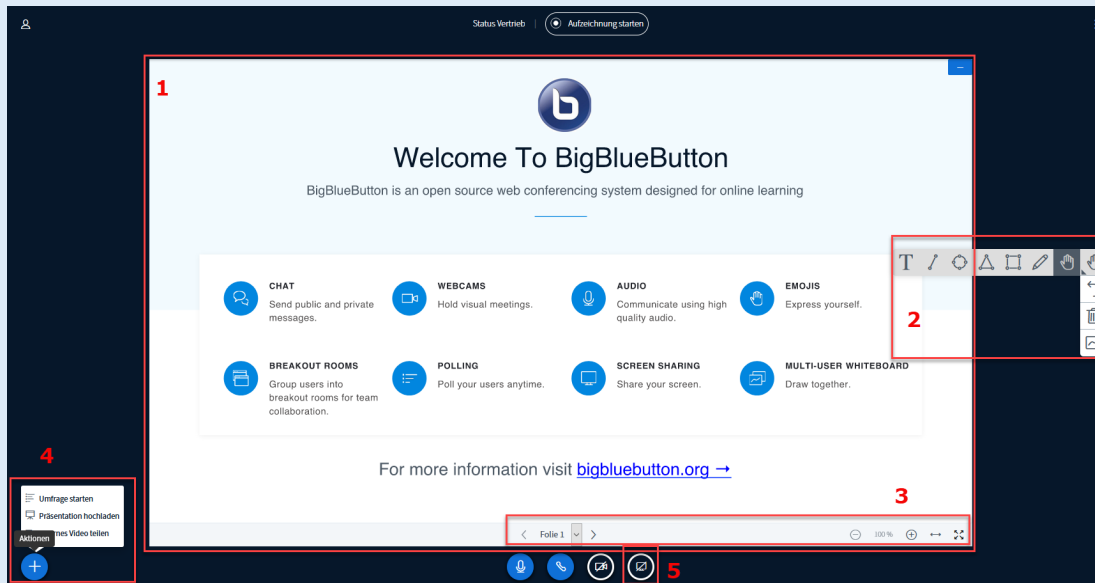 Status Vertrieb
Aufzeichnung starten
1
Welcome To BigBlueButton
BigBlueButton is an open source web conferencing system designed for online learning
T
2
CHAT
Send public and private
messages.
WEBCAMS
Hold visual meetings.
AUDIO
Communicate using high
quality audio.
EMOJIS
Express yourself.
BREAKOUT ROOMS
Group users into
breakout rooms for team
collaboration.
POLLING
Poll your users anytime.
SCREEN SHARING
Share your screen.
MULTI-USER WHITEBOARD
Draw together.
For more information visit bigbluebutton.org →
3
Folie 1
100 %
4
Umfrage starten
Präsentation hochladen
Video teilen
Aktionen
5